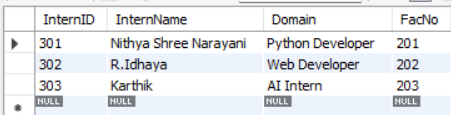 InternID InternName Domain FacNo
301 Nithya Shree Narayani Python Developer 201
302 R.Idhaya Web Developer 202
303 Karthik AI Intern 203
NULL NULL NULL NULL